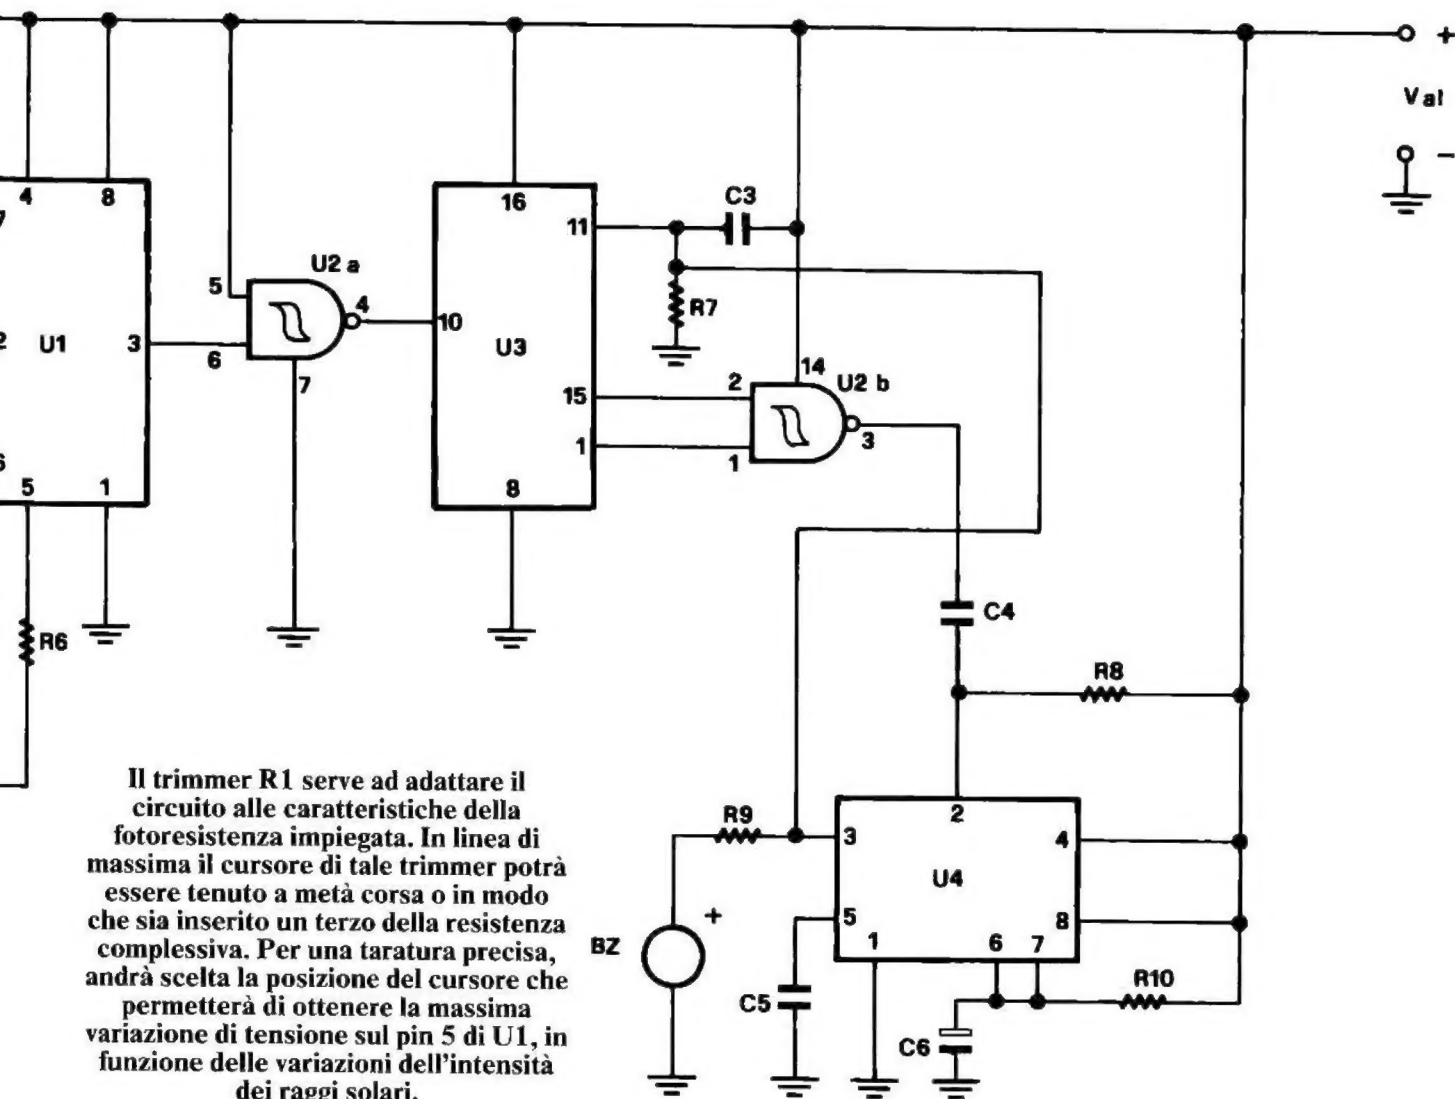 +
Val
−
4
8
7
C3
16
11
U2 a
5
4
10
R7
2
U1
3
6
U3
7
14
U2 b
15
2
1
1
3
6
5
1
8
R6
C4
R8
Il trimmer R1 serve ad adattare il
circuito alle caratteristiche della
fotoresistenza impiegata. In linea di
massima il cursore di tale trimmer potrà
essere tenuto a metà corsa o in modo
che sia inserito un terzo della resistenza
complessiva. Per una taratura precisa,
andrà scelta la posizione del cursore che
permetterà di ottenere la massima
variazione di tensione sul pin 5 di U1, in
funzione delle variazioni dell'intensità
dei raggi solari.
R9
3
2
4
U4
+
5
8
BZ
1
6
7
C5
R10
C6